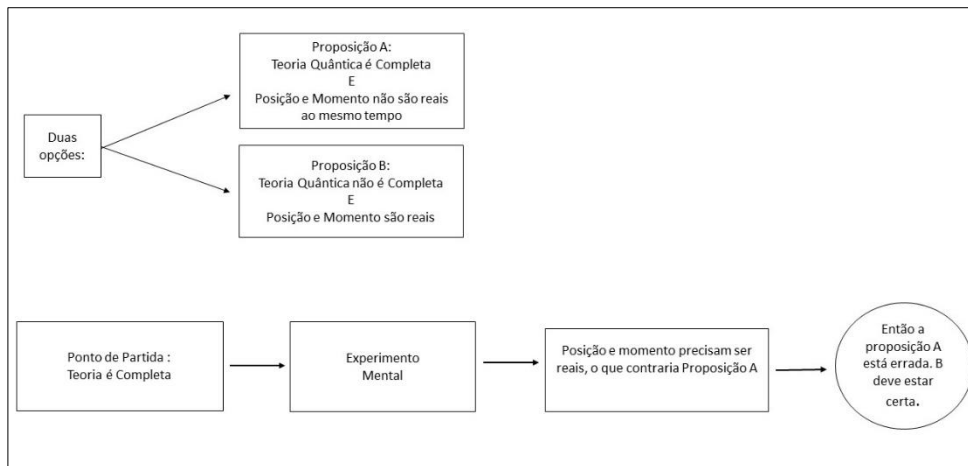 Proposição A:
Teoria Quântica é Completa
E
Posição e Momento não são reais
ao mesmo tempo
Duas
opções:
Proposição B:
Teoria Quântica não é Completa
E
Posição e Momento são reais
Ponto de Partida :
Teoria é Completa
Experimento
Mental
Posição e momento precisam ser
reais, o que contraria Proposição A
Então a
proposição A
está errada. B
deve estar
certa.